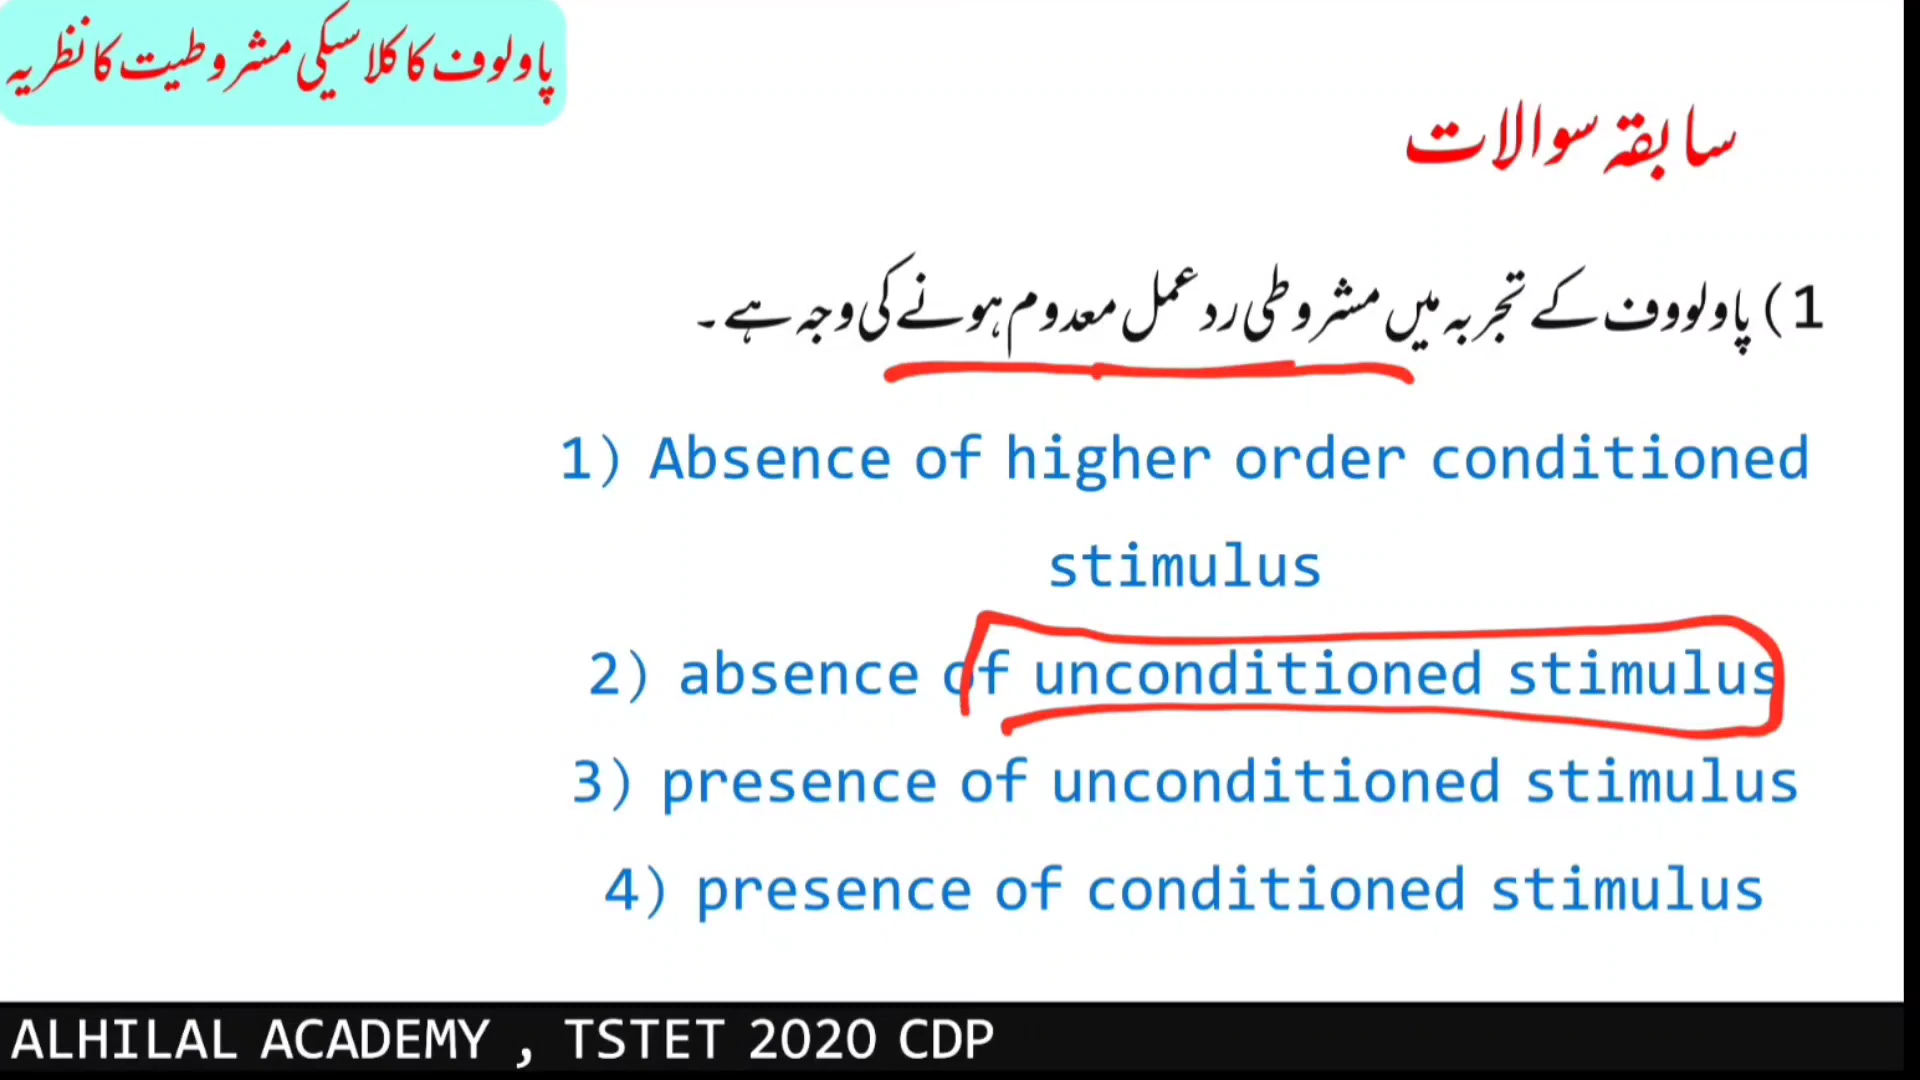 پاولوف کا کلاسیکی مشروطیت کا نظریہ
سابقہ سوالات
1) پاولووف کے تجربہ میں مشروطی رد عمل معدوم ہونے کی وجہ ہے۔
1) Absence of higher order conditioned
stimulus
2) absence of unconditioned stimulus
3) presence of unconditioned stimulus
4) presence of conditioned stimulus
ALHILAL ACADEMY , TSTET 2020 CDP